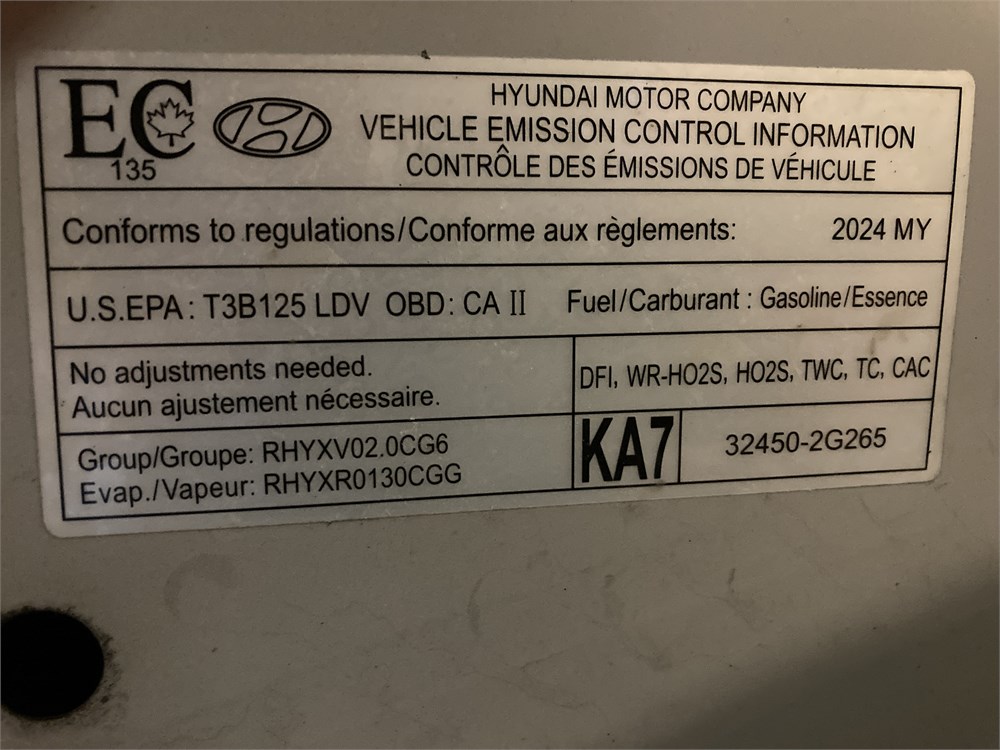 EC
135
HYUNDAI MOTOR COMPANY
VEHICLE EMISSION CONTROL INFORMATION
CONTRÔLE DES ÉMISSIONS DE VÉHICULE
Conforms to regulations/Conforme aux règlements: 2024 MY
U.S.EPA: T3B125 LDV OBD: CA II Fuel/Carburant : Gasoline/Essence
No adjustments needed.
Aucun ajustement nécessaire.
DFI, WR-HO2S, HO2S, TWC, TC, CAC
Group/Groupe: RHYXV02.0CG6
Evap./Vapeur: RHYXR0130CGG
KA7
32450-2G265